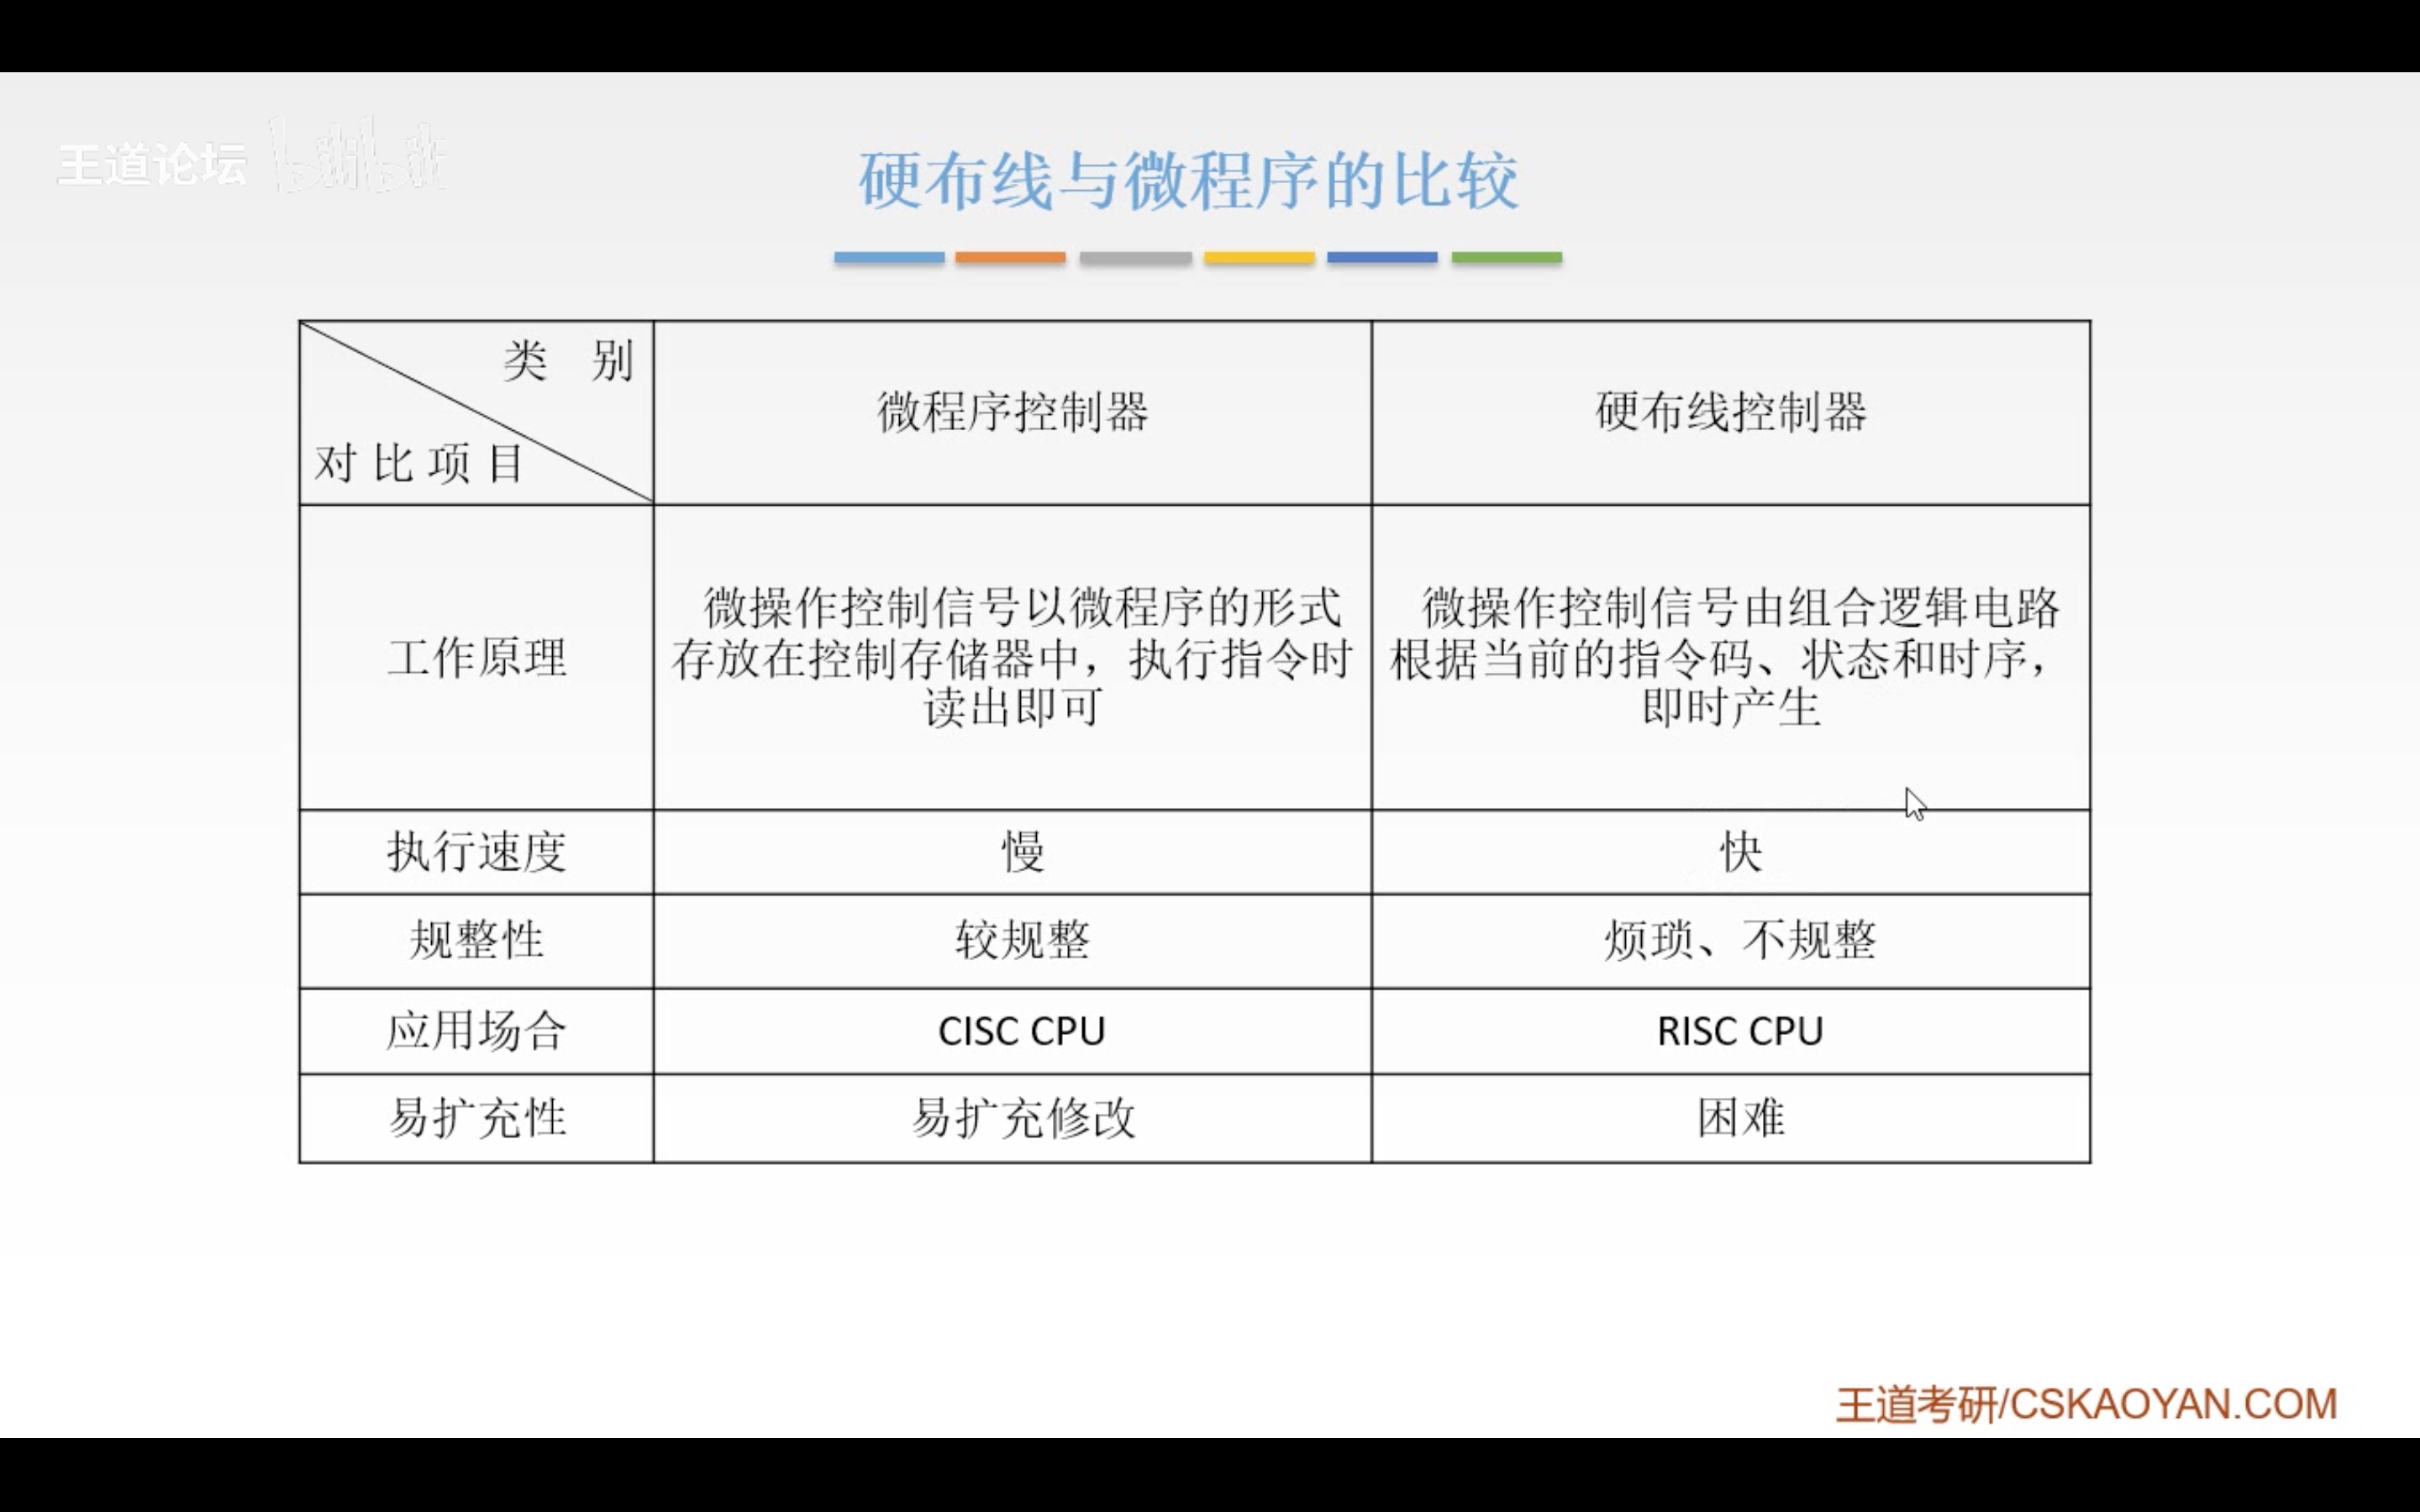 王道论坛 bilibili
硬布线与微程序的比较
类 别
对比项目
微程序控制器
硬布线控制器
工作原理
微操作控制信号以微程序的形式
存放在控制存储器中，执行指令时
读出即可
微操作控制信号由组合逻辑电路
根据当前的指令码、状态和时序，
即时产生
执行速度
慢
快
规整性
较规整
烦琐、不规整
应用场合
CISC CPU
RISC CPU
易扩充性
易扩充修改
困难
王道考研/CSKAOYAN.COM